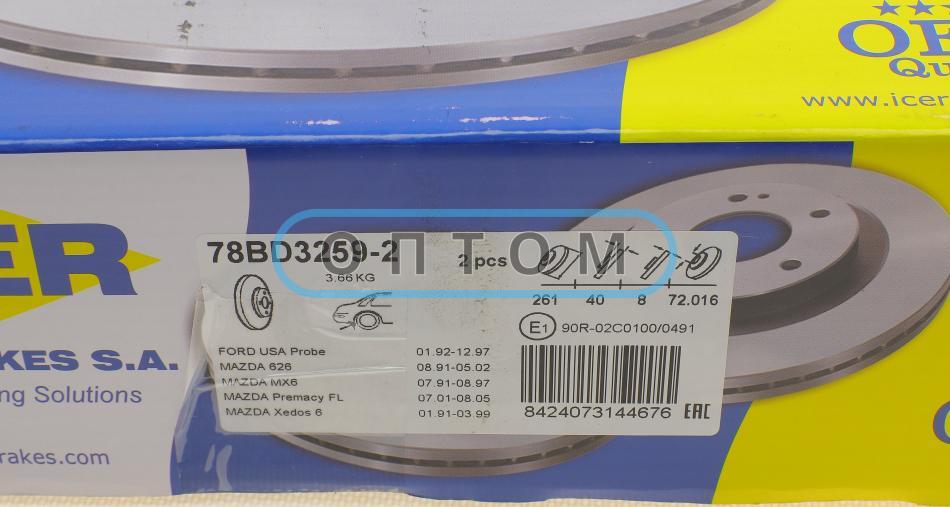 OE
Qu
www.icer
ER
KES S.A.
ng Solutions
rakes.com
78BD3259-2
2 pcs
3.66 KG
ОПТОМ
261 40 8 72.016
E1 90R-02C0100/0491
FORD USA Probe 01.92-12.97
MAZDA 626 08.91-05.02
MAZDA MX6 07.91-08.97
MAZDA Premacy FL 07.01-08.05
MAZDA Xedos 6 01.91-03.99
8424073144676 EAC